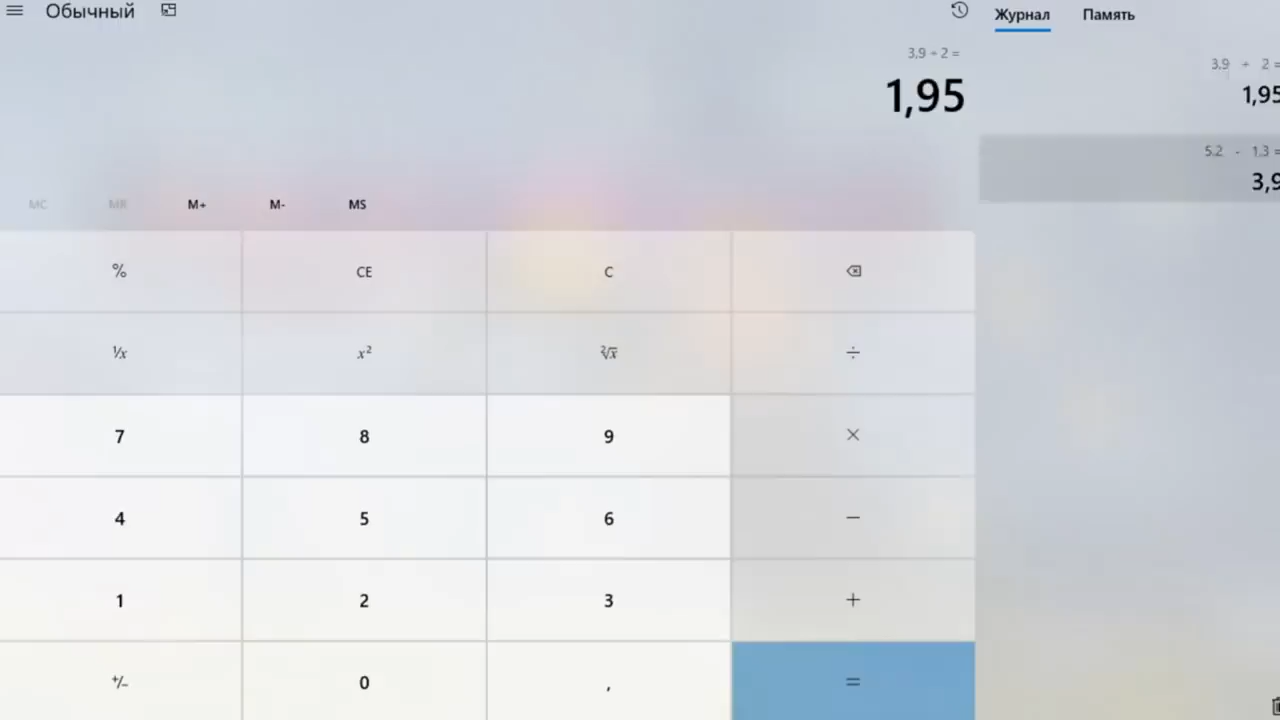 Обычный
Журнал Память
3,9 ÷ 2 =
1,95
3,9 ÷ 2 =
1,95
5,2 - 1,3 =
3,9
MC MR M+ M- MS
% CE C
⅟x x² ²√x ÷
7 8 9 ×
4 5 6 −
1 2 3 +
+/− 0 , =